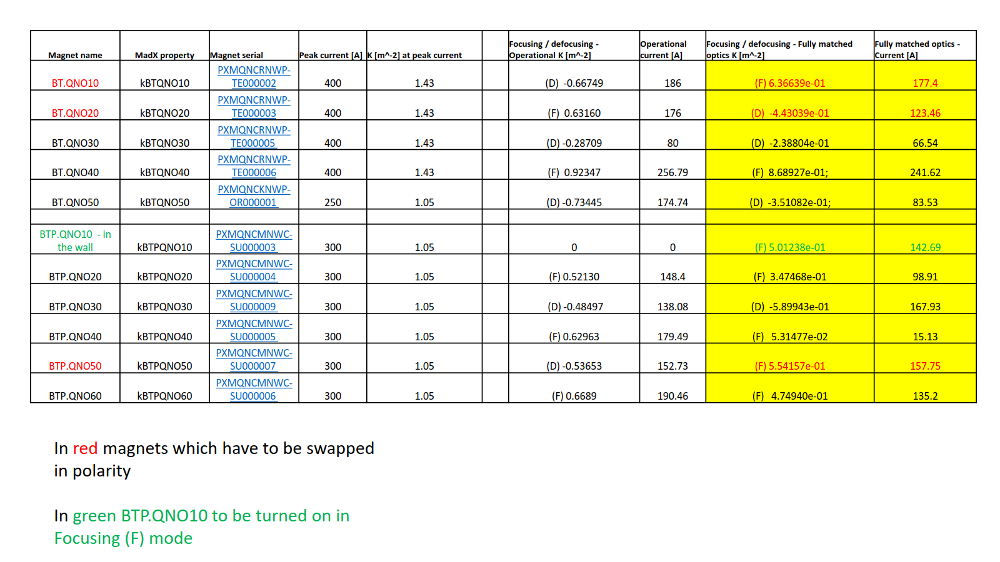 Magnet name MadX property Magnet serial Peak current [A] K [m^-2] at peak current Focusing / defocusing - Operational K [m^-2] Operational current [A] Focusing / defocusing - Fully matched optics K [m^-2] Fully matched optics - Current [A]
BT.QNO10 kBTQNO10 PXMQNCRNWP-TE000002 400 1.43 (D) -0.66749 186 (F) 6.36639e-01 177.4
BT.QNO20 kBTQNO20 PXMQNCRNWP-TE000003 400 1.43 (F) 0.63160 176 (D) -4.43039e-01 123.46
BT.QNO30 kBTQNO30 PXMQNCRNWP-TE000005 400 1.43 (D) -0.28709 80 (D) -2.38804e-01 66.54
BT.QNO40 kBTQNO40 PXMQNCRNWP-TE000006 400 1.43 (F) 0.92347 256.79 (F) 8.68927e-01; 241.62
BT.QNO50 kBTQNO50 PXMQNCKNWP-OR000001 250 1.05 (D) -0.73445 174.74 (D) -3.51082e-01; 83.53
BTP.QNO10 - in the wall kBTPQNO10 PXMQNCMNWC-SU000003 300 1.05 0 0 (F) 5.01238e-01 142.69
BTP.QNO20 kBTPQNO20 PXMQNCMNWC-SU000004 300 1.05 (F) 0.52130 148.4 (F) 3.47468e-01 98.91
BTP.QNO30 kBTPQNO30 PXMQNCMNWC-SU000009 300 1.05 (D) -0.48497 138.08 (D) -5.89943e-01 167.93
BTP.QNO40 kBTPQNO40 PXMQNCMNWC-SU000005 300 1.05 (F) 0.62963 179.49 (F) 5.31477e-02 15.13
BTP.QNO50 kBTPQNO50 PXMQNCMNWC-SU000007 300 1.05 (D) -0.53653 152.73 (F) 5.54157e-01 157.75
BTP.QNO60 kBTPQNO60 PXMQNCMNWC-SU000006 300 1.05 (F) 0.6689 190.46 (F) 4.74940e-01 135.2
In red magnets which have to be swapped
in polarity
In green BTP.QNO10 to be turned on in
Focusing (F) mode